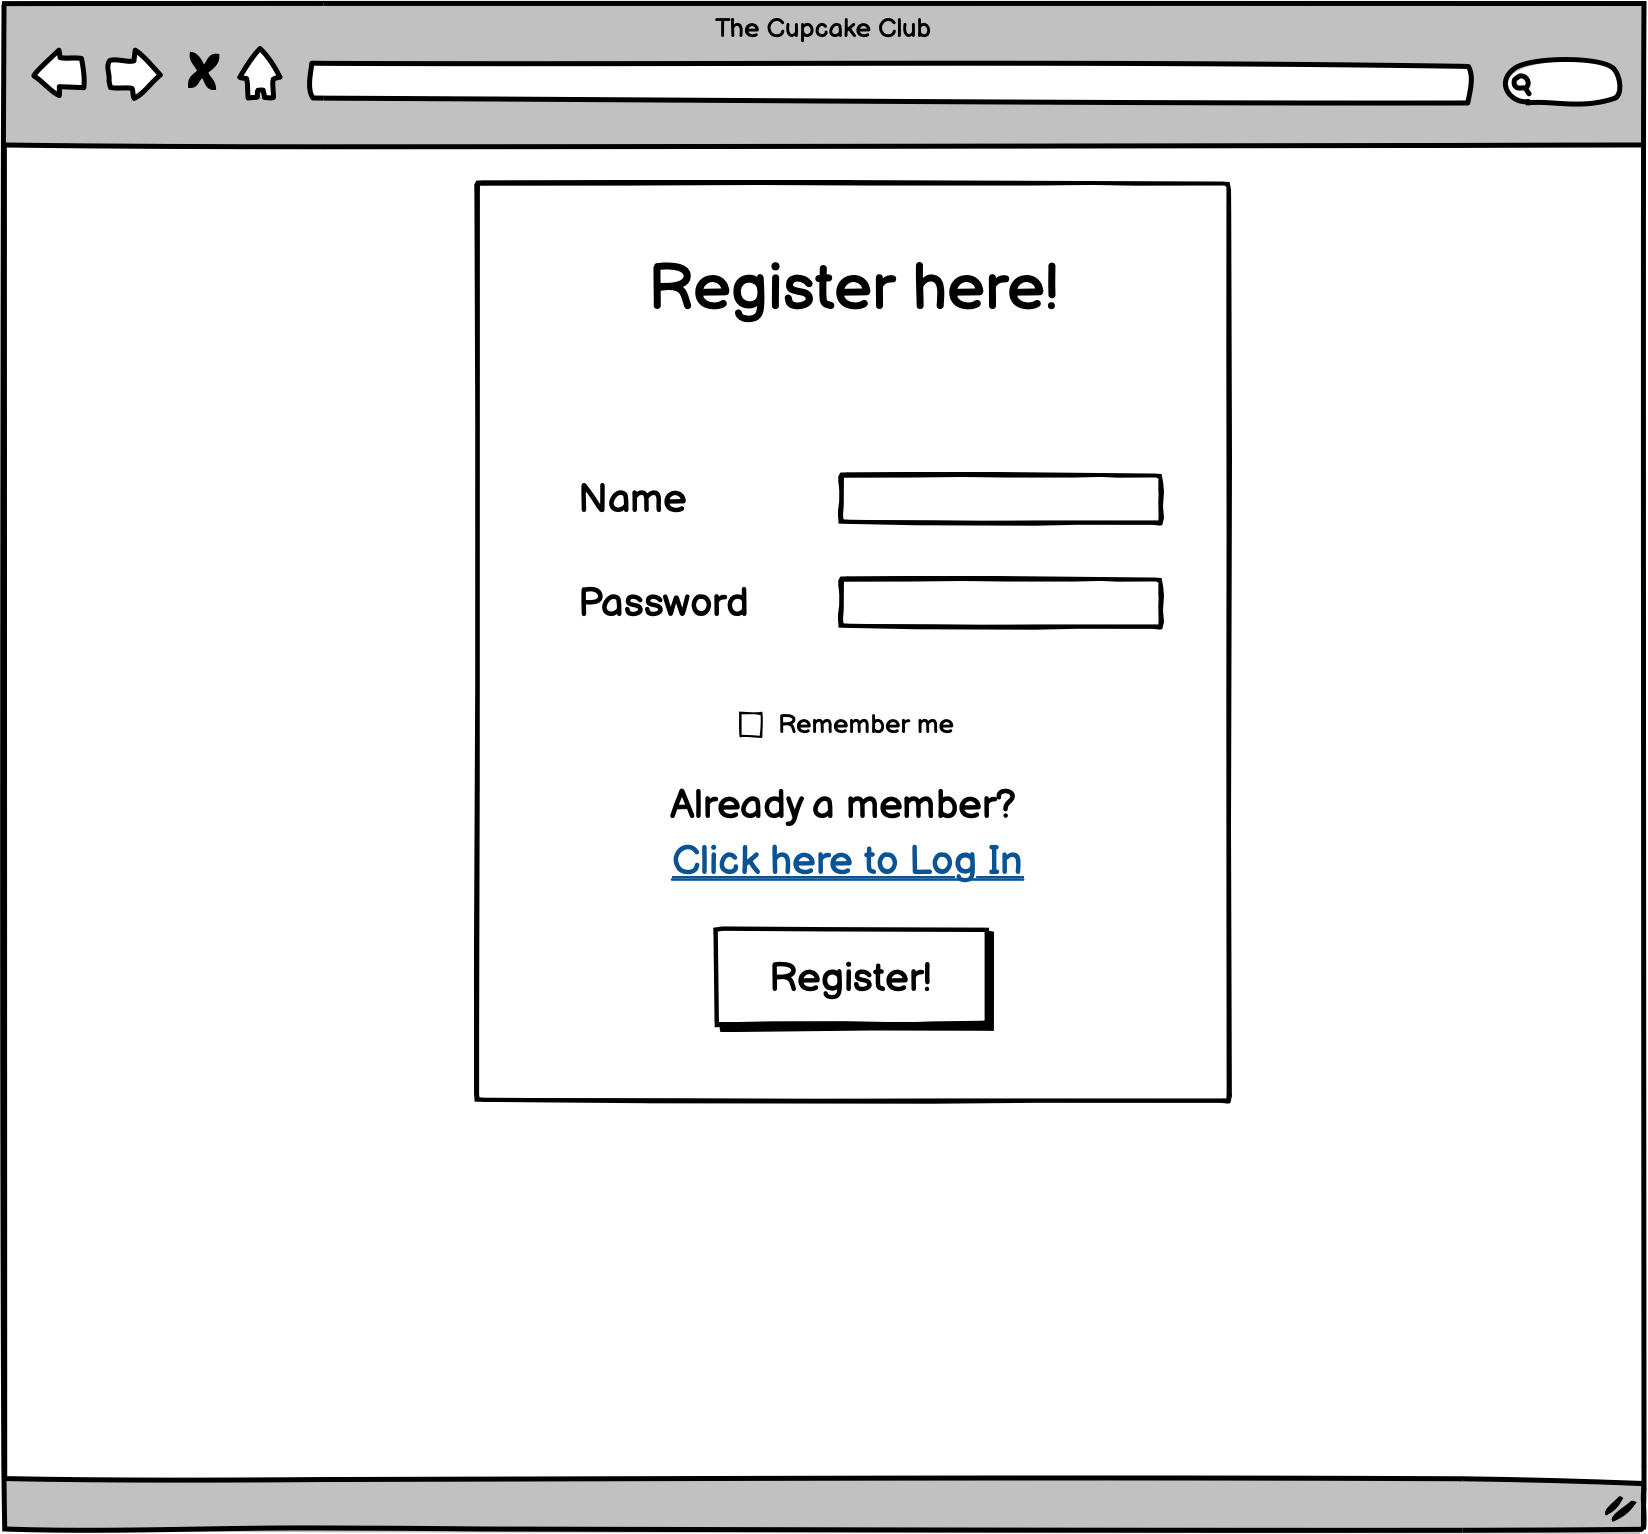 The Cupcake Club
Register here!
Name
Password
Remember me
Already a member?
Click here to Log In
Register!